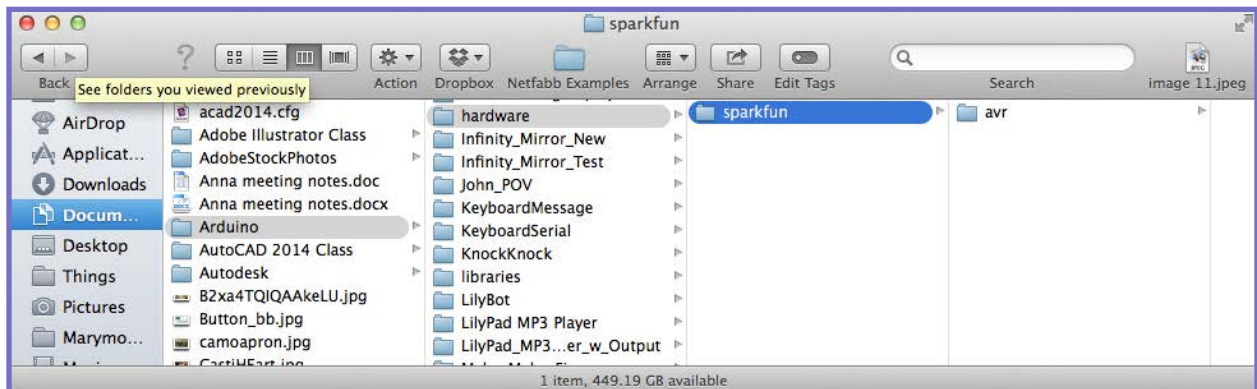 sparkfun
Back
See folders you viewed previously
Action
Dropbox
Netfabb Examples
Arrange
Share
Edit Tags
Search
image 11.jpeg
AirDrop
Applicat...
Downloads
Docum...
Desktop
Things
Pictures
Marymo...
acad2014.cfg
Adobe Illustrator Class
AdobeStockPhotos
Anna meeting notes.doc
Anna meeting notes.docx
Arduino
AutoCAD 2014 Class
Autodesk
B2xa4TQIQAAkeLU.jpg
Button_bb.jpg
camoapron.jpg
hardware
Infinity_Mirror_New
Infinity_Mirror_Test
John_POV
KeyboardMessage
KeyboardSerial
KnockKnock
libraries
LilyBot
LilyPad MP3 Player
LilyPad_MP3...er_w_Output
sparkfun
avr
1 item, 449.19 GB available